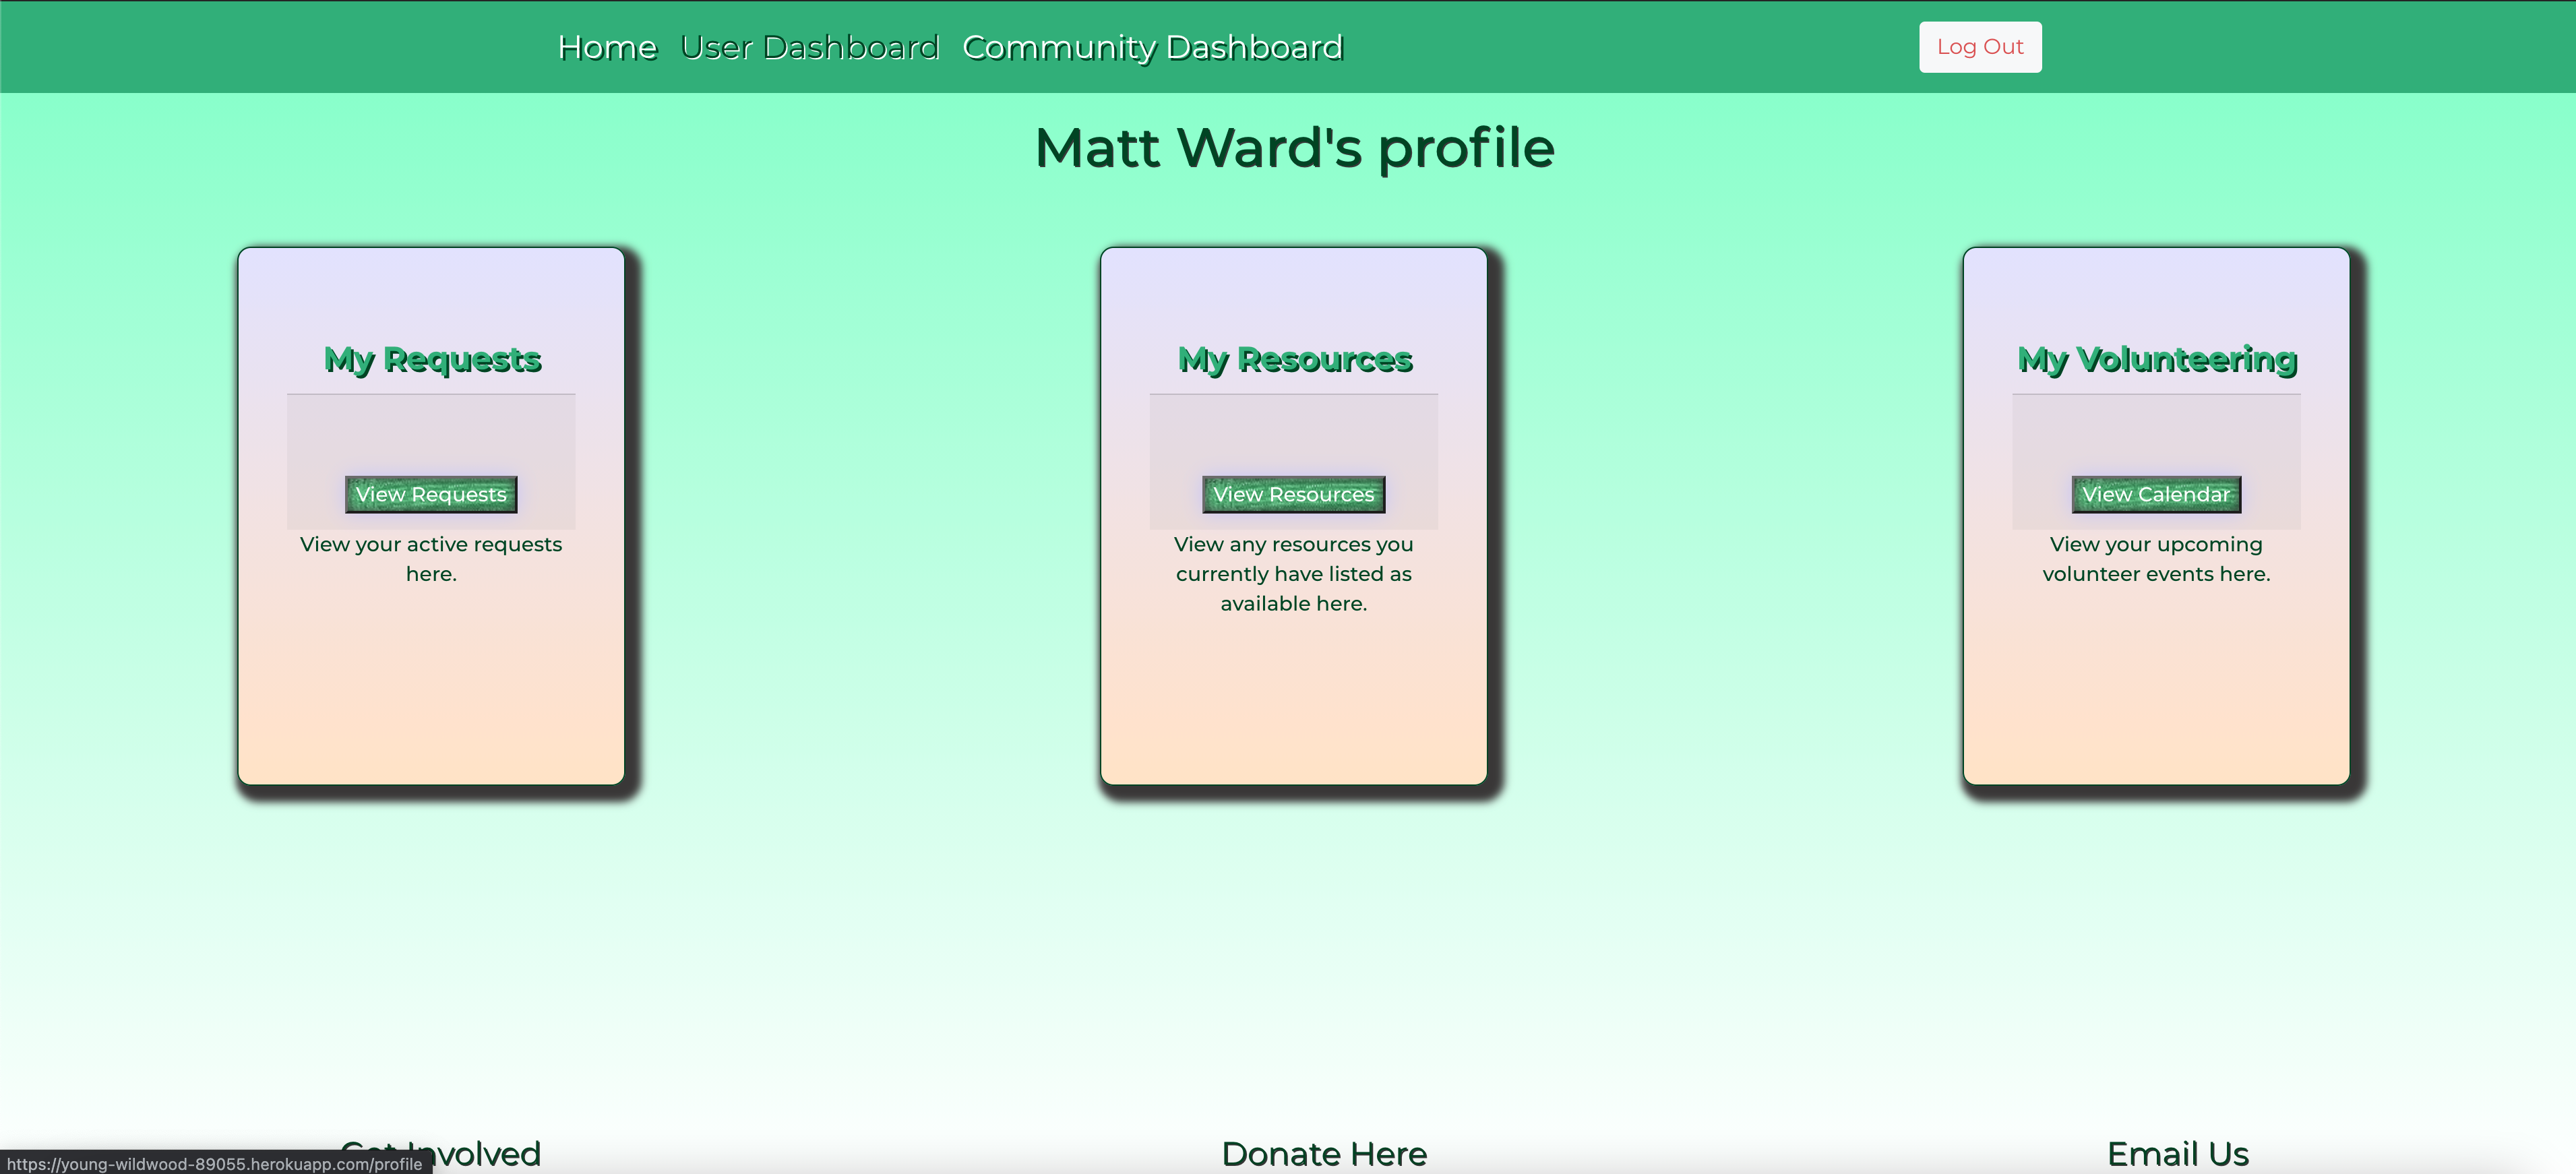 Home User Dashboard Community Dashboard Log Out
Matt Ward's profile
My Requests
View Requests
View your active requests
here.
My Resources
View Resources
View any resources you
currently have listed as
available here.
My Volunteering
View Calendar
View your upcoming
volunteer events here.
Get Involved
Donate Here
Email Us
https://young-wildwood-89055.herokuapp.com/profile